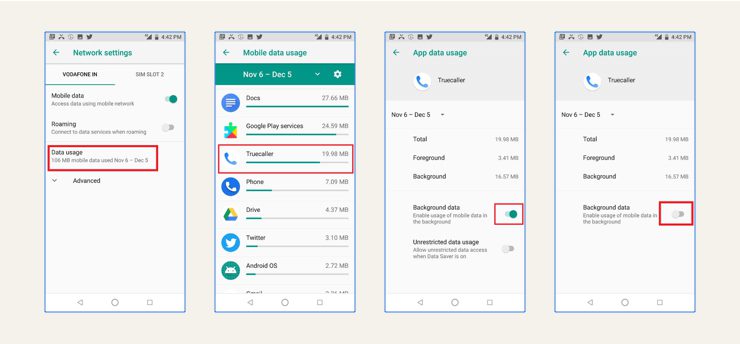 4:42 PM
Network settings
VODAFONE IN
SIM SLOT 2
Mobile data
Access data using mobile network
Roaming
Connect to data services when roaming
Data usage
106 MB mobile data used Nov 6 – Dec 5
Advanced
4:42 PM
Mobile data usage
Nov 6 – Dec 5
Docs 27.66 MB
Google Play services 24.59 MB
Truecaller 19.98 MB
Phone 7.09 MB
Drive 4.37 MB
Twitter 3.10 MB
Android OS 2.72 MB
4:42 PM
App data usage
Truecaller
Nov 6 – Dec 5
Total 19.98 MB
Foreground 3.41 MB
Background 16.57 MB
Background data
Enable usage of mobile data in
the background
Unrestricted data usage
Allow unrestricted data access
when Data Saver is on
4:42 PM
App data usage
Truecaller
Nov 6 – Dec 5
Total 19.98 MB
Foreground 3.41 MB
Background 16.57 MB
Background data
Enable usage of mobile data in
the background